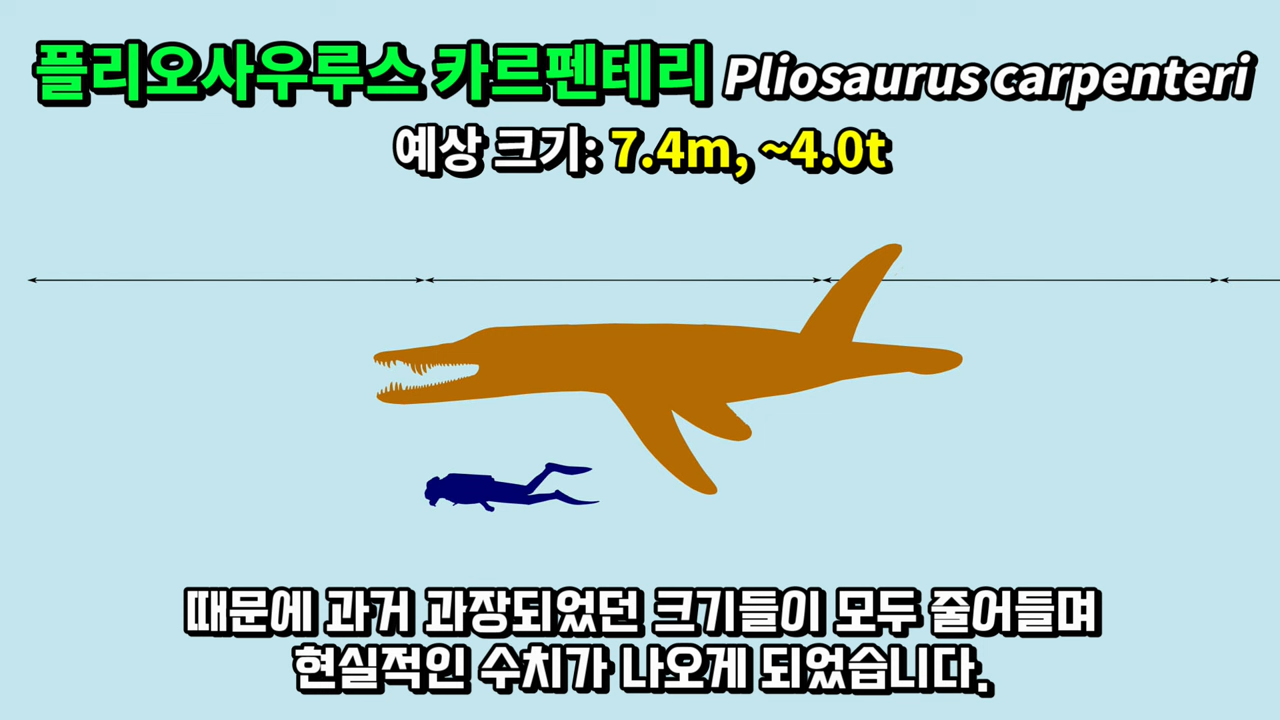 플리오사우루스 카르펜테리 Pliosaurus carpenteri
예상 크기: 7.4m, ~4.0t
때문에 과거 과장되었던 크기들이 모두 줄어들며
현실적인 수치가 나오게 되었습니다.